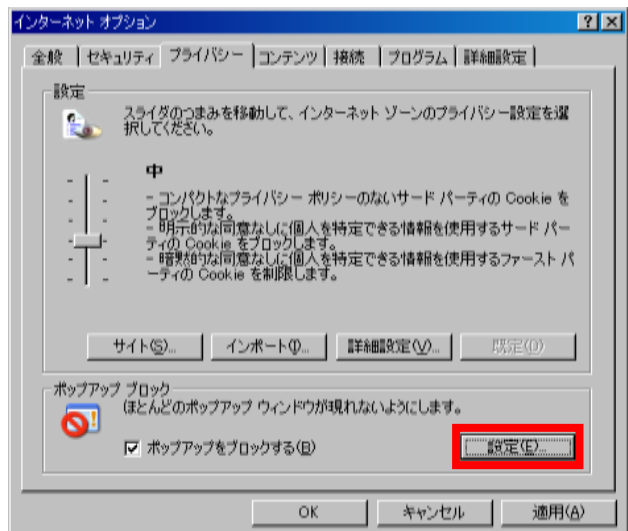 インターネット オプション
全般 セキュリティ プライバシー コンテンツ 接続 プログラム 詳細設定
設定
スライダのつまみを移動して、インターネット ゾーンのプライバシー設定を選
択してください。
中
- コンパクトなプライバシー ポリシーのないサード パーティの Cookie を
ブロックします。
- 明示的な同意なしに個人を特定できる情報を使用するサード パー
ティの Cookie をブロックします。
- 暗黙的な同意なしに個人を特定できる情報を使用するファースト パ
ーティの Cookie を制限します。
サイト(S)... インポート(I)... 詳細設定(V)... 既定(D)
ポップアップ ブロック
ほとんどのポップアップ ウィンドウが現れないようにします。
ポップアップをブロックする(B) 設定(E)...
OK キャンセル 適用(A)